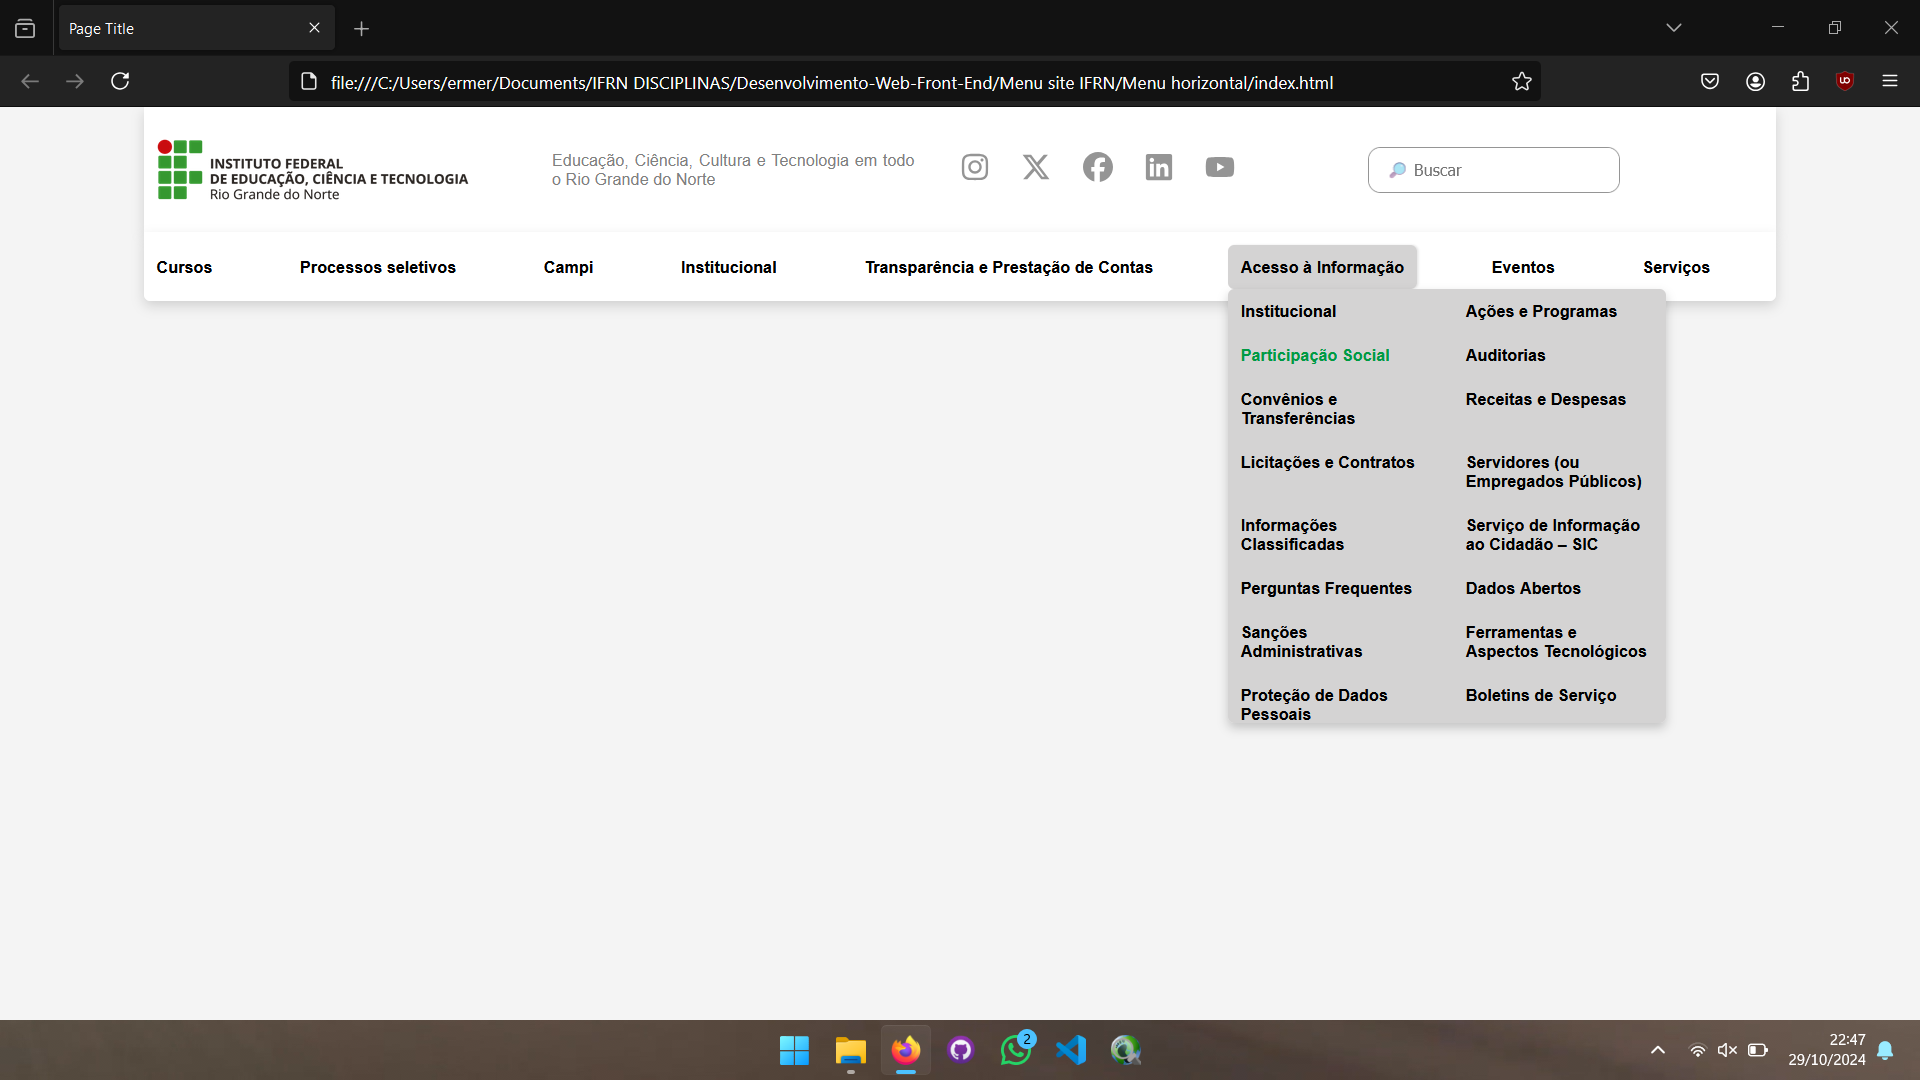 Page Title
file:///C:/Users/ermer/Documents/IFRN DISCIPLINAS/Desenvolvimento-Web-Front-End/Menu site IFRN/Menu horizontal/index.html
INSTITUTO FEDERAL
DE EDUCAÇÃO, CIÊNCIA E TECNOLOGIA
Rio Grande do Norte
Educação, Ciência, Cultura e Tecnologia em todo
o Rio Grande do Norte
Buscar
Cursos
Processos seletivos
Campi
Institucional
Transparência e Prestação de Contas
Acesso à Informação
Eventos
Serviços
Institucional
Ações e Programas
Participação Social
Auditorias
Convênios e
Transferências
Receitas e Despesas
Licitações e Contratos
Servidores (ou
Empregados Públicos)
Informações
Classificadas
Serviço de Informação
ao Cidadão – SIC
Perguntas Frequentes
Dados Abertos
Sanções
Administrativas
Ferramentas e
Aspectos Tecnológicos
Proteção de Dados
Pessoais
Boletins de Serviço
2
22:47
29/10/2024